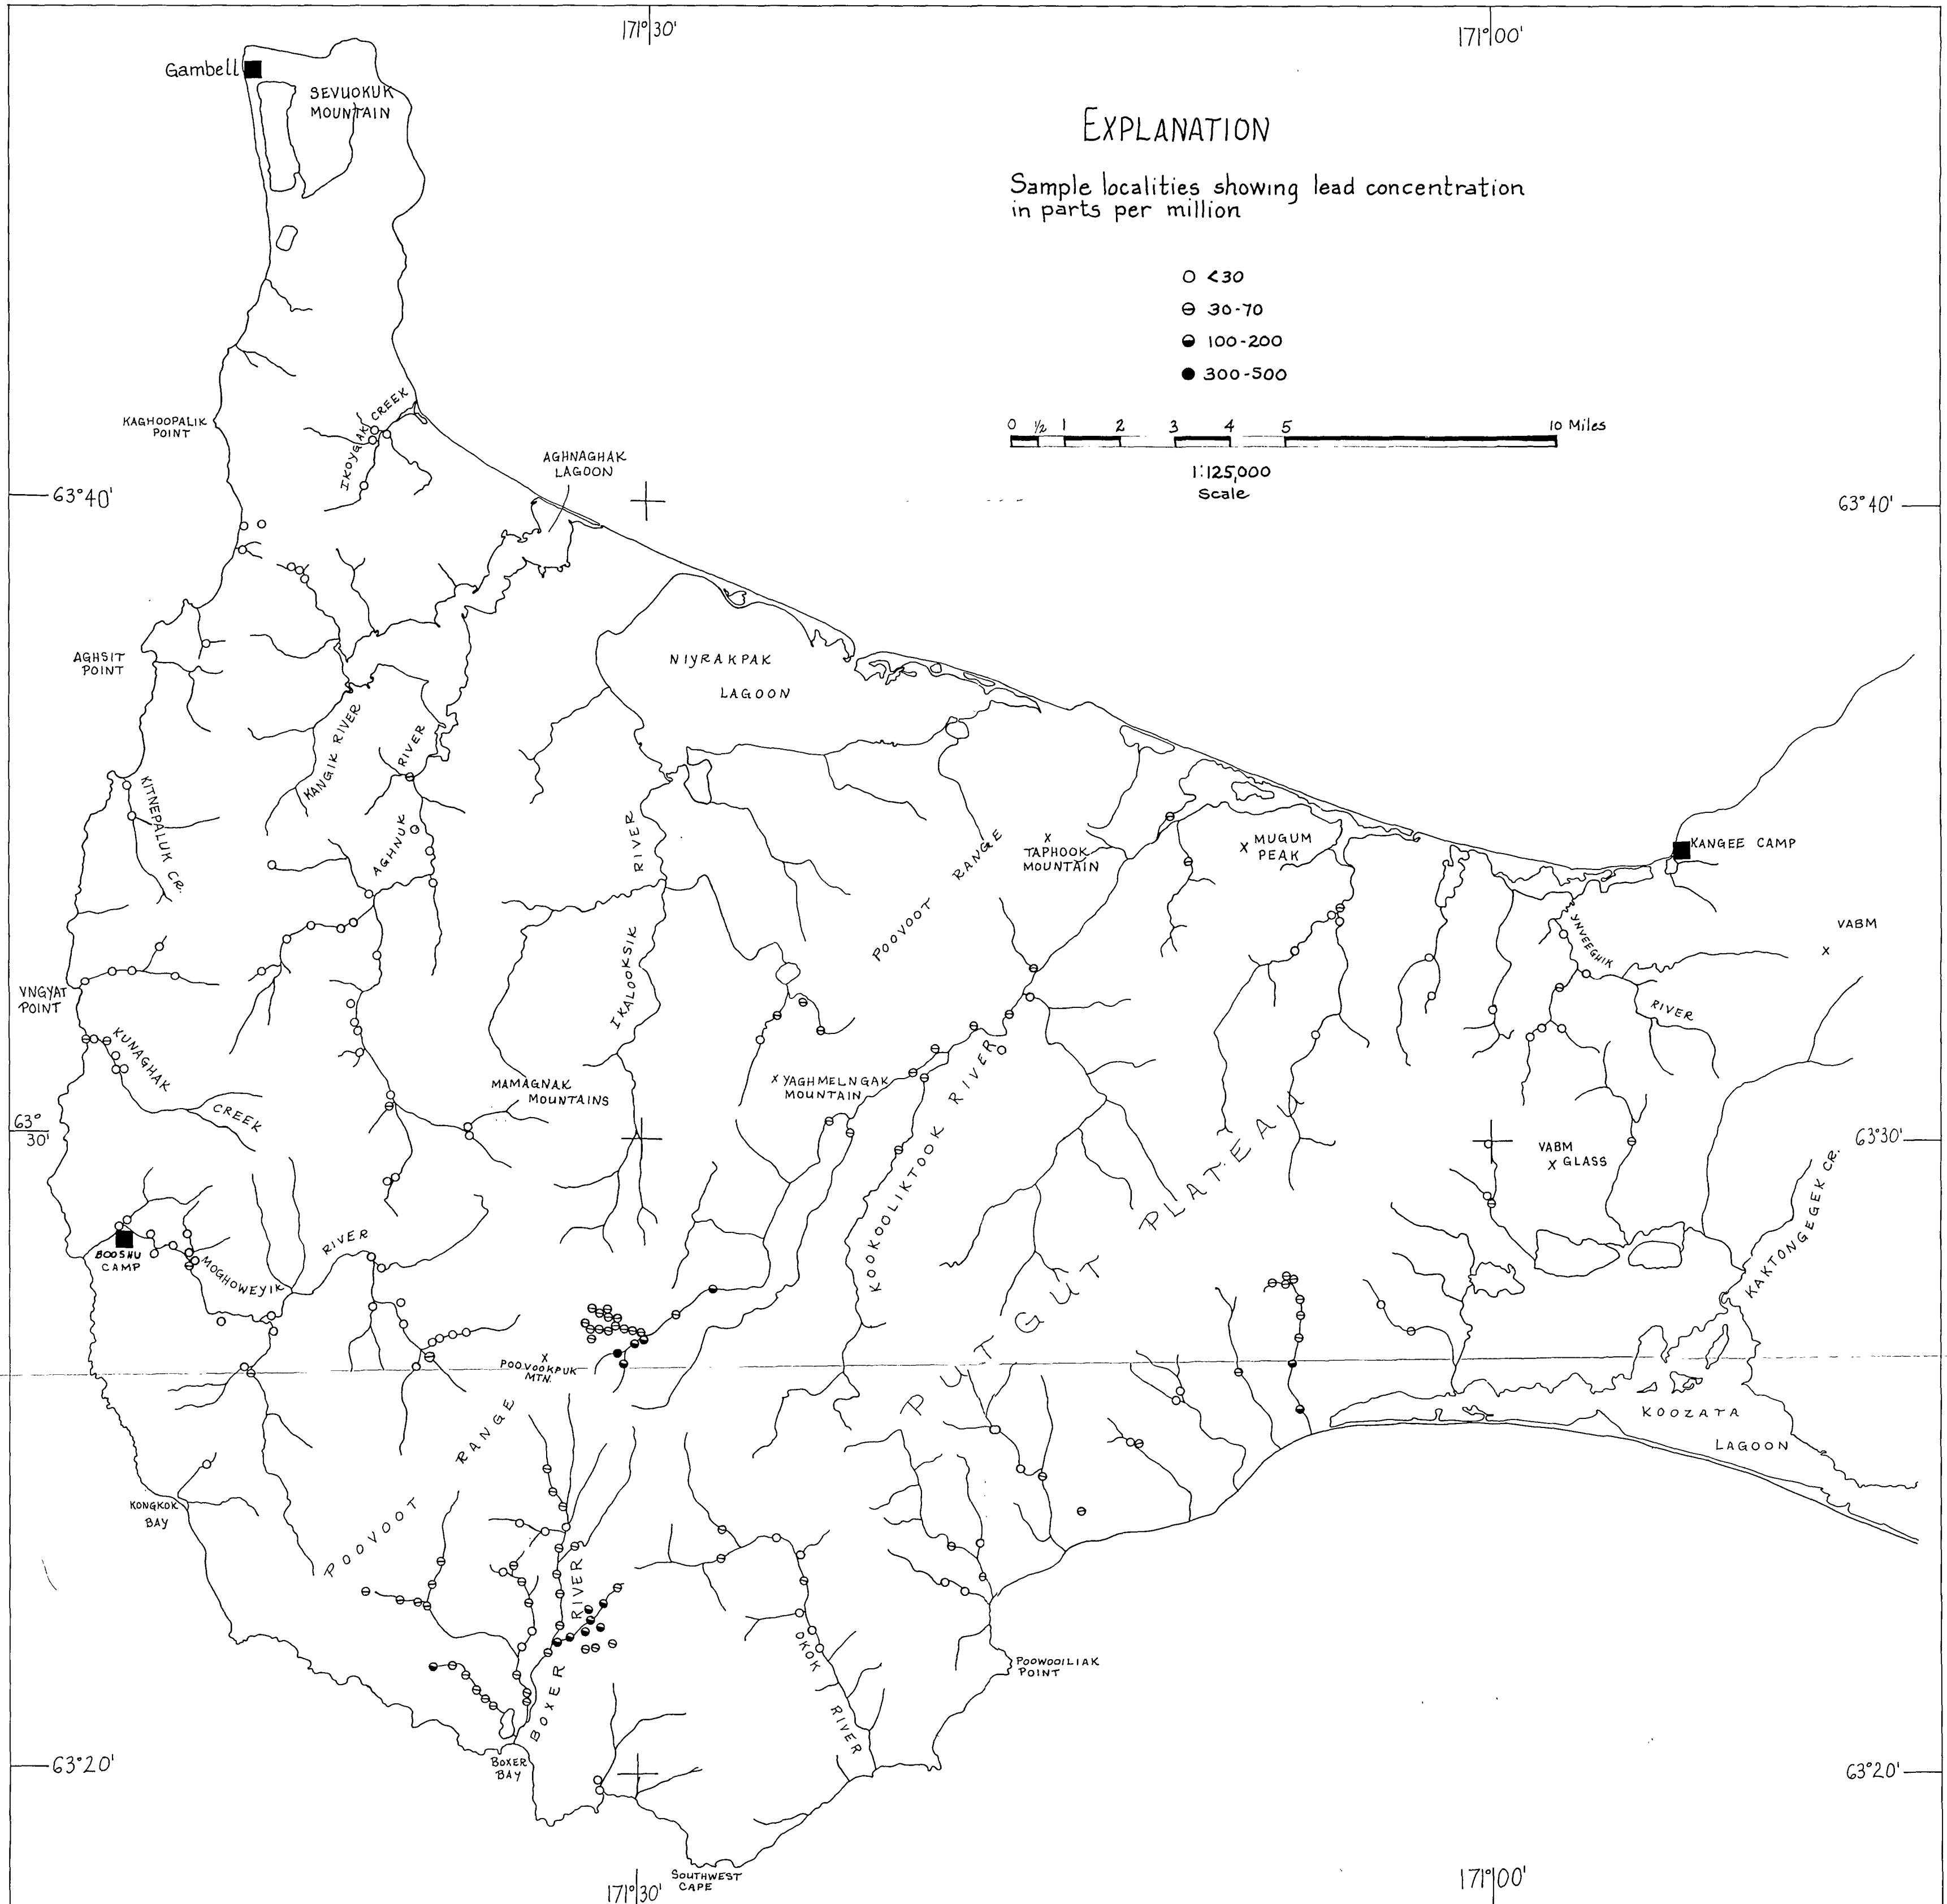 171°30'
171°00'
Gambell
SEVUOKUK
MOUNTAIN
EXPLANATION
Sample localities showing lead concentration
in parts per million
<30
30-70
100-200
300-500
0 ½ 1 2 3 4 5 10 Miles
1:125,000
Scale
KAGHOOPALIK
POINT
IKOYGIAK CREEK
AGHNAGHAK
LAGOON
63°40'
63°40'
AGHSIT
POINT
NIYRAKPAK
LAGOON
KANGIK RIVER
AGHNUK RIVER
KITNEPALUK CR.
IKALOOKSIK RIVER
POOVOOT RANGE
X
TAPHOOK
MOUNTAIN
X MUGUM
PEAK
KANGEE CAMP
VABM
X
YNVEEGHIK
RIVER
VNGYAT
POINT
KUNAGHAK
CREEK
MAMAGNAK
MOUNTAINS
X YAGHMELNGAK
MOUNTAIN
KOOKOOLIKTOOK RIVER
63°
30'
63°30'
VABM
X GLASS
PUTGUT PLATEAU
KAKTONGEGEK CR.
BOOSHU
CAMP
MOGHOWEYIK
RIVER
X
POOVOOKPUK
MTN.
KOOZATA
LAGOON
KONGKOK
BAY
POOVOOT RANGE
BOXER RIVER
OKOK RIVER
POOWOOILIAK
POINT
BOXER
BAY
63°20'
63°20'
SOUTHWEST
CAPE
171°30'
171°00'